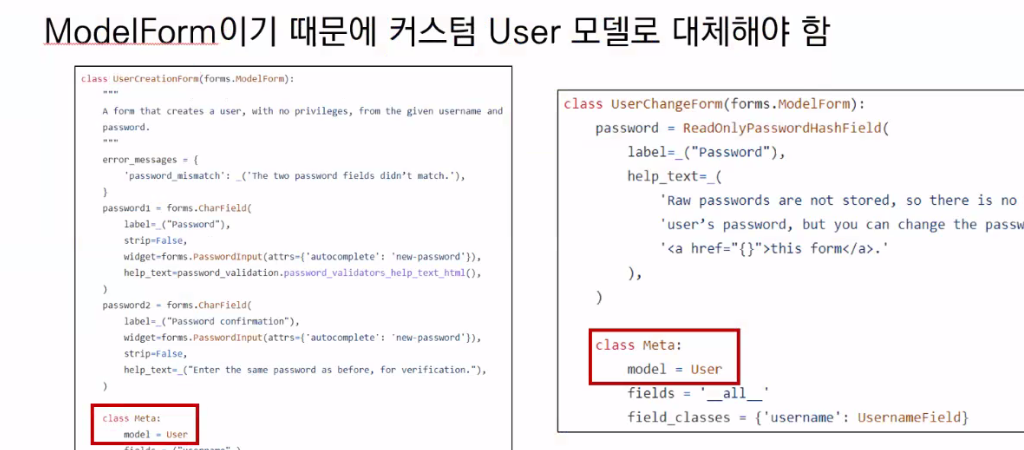 ModelForm이기 때문에 커스텀 User 모델로 대체해야 함
class UserCreationForm(forms.ModelForm):
"""
A form that creates a user, with no privileges, from the given username and
password.
"""
error_messages = {
'password_mismatch': _('The two password fields didn’t match.'),
}
password1 = forms.CharField(
label=_("Password"),
strip=False,
widget=forms.PasswordInput(attrs={'autocomplete': 'new-password'}),
help_text=password_validation.password_validators_help_text_html(),
)
password2 = forms.CharField(
label=_("Password confirmation"),
widget=forms.PasswordInput(attrs={'autocomplete': 'new-password'}),
strip=False,
help_text=_("Enter the same password as before, for verification."),
)
class Meta:
model = User
class UserChangeForm(forms.ModelForm):
password = ReadOnlyPasswordHashField(
label=_("Password"),
help_text=_(
'Raw passwords are not stored, so there is no
'user’s password, but you can change the passw
'<a href="{}">this form</a>.'
),
)
class Meta:
model = User
fields = '__all__'
field_classes = {'username': UsernameField}